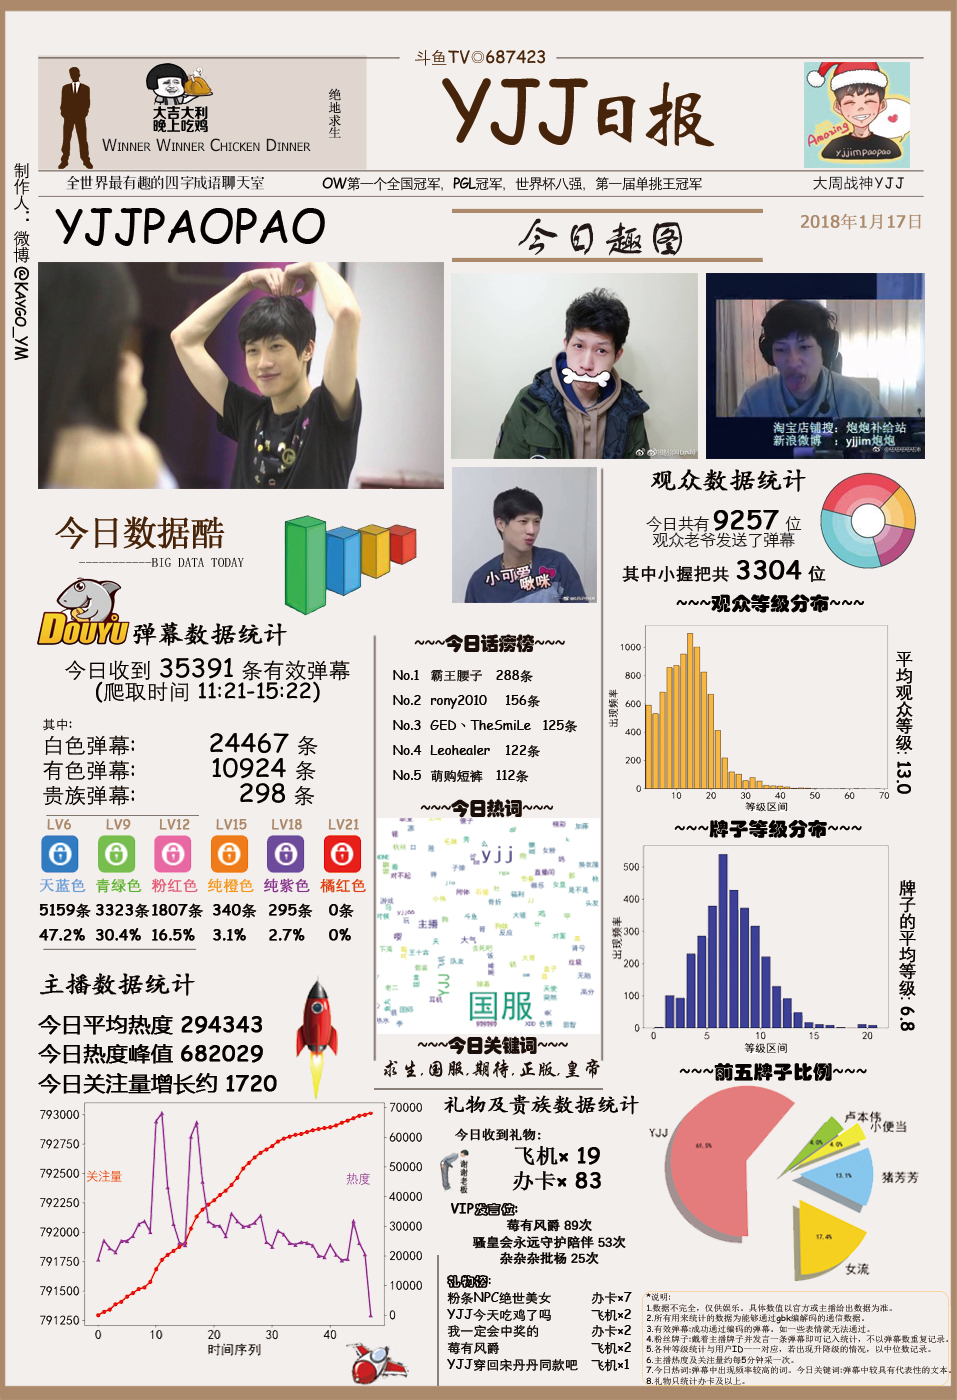 斗鱼TV◎687423
大吉大利
晚上吃鸡
WINNER WINNER CHICKEN DINNER
绝地求生
YJJ日报
Amazing
yjjimpaopao
全世界最有趣的四字成语聊天室
OW第一个全国冠军，PGL冠军，世界杯八强，第一届单挑王冠军
大周战神YJJ
制作人：微博@KAYGO_YM
YJJPAOPAO
今日趣图
2018年1月17日
淘宝店铺搜：炮炮补给站
新浪微博 ：yjjim炮炮
小可爱
啾咪
今日数据酷
-----------BIG DATA TODAY
DOUYU
弹幕数据统计
今日收到 35391 条有效弹幕
(爬取时间 11:21-15:22)
其中:
白色弹幕: 24467 条
有色弹幕: 10924 条
贵族弹幕: 298 条
LV6 LV9 LV12 LV15 LV18 LV21
天蓝色 青绿色 粉红色 纯橙色 纯紫色 橘红色
5159条 3323条 1807条 340条 295条 0条
47.2% 30.4% 16.5% 3.1% 2.7% 0%
主播数据统计
今日平均热度 294343
今日热度峰值 682029
今日关注量增长约 1720
793000
792750
792500
792250
792000
791750
791500
791250
关注量
热度
70000
60000
50000
40000
30000
20000
10000
0
0 10 20 30 40
时间序列
~~~今日话痨榜~~~
No.1 霸王腰子 288条
No.2 rony2010 156条
No.3 GED丶TheSmiLe 125条
No.4 Leohealer 122条
No.5 萌购短裤 112条
~~~今日热词~~~
yjj
主播
YJJ
国服
~~~今日关键词~~~
求生,国服,期待,正版,皇帝
观众数据统计
今日共有 9257 位
观众老爷发送了弹幕
其中小握把共 3304 位
~~~观众等级分布~~~
出现频率
1000
800
600
400
200
0
10 20 30 40 50 60 70
等级区间
平均观众等级: 13.0
~~~牌子等级分布~~~
出现频率
500
400
300
200
100
0
0 5 10 15 20
等级区间
牌子的平均等级: 6.8
~~~前五牌子比例~~~
YJJ
卢本伟
小便当
猪芳芳
女流
61.5%
4.0%
4.0%
13.1%
17.4%
礼物及贵族数据统计
今日收到礼物:
飞机× 19
办卡× 83
谢谢老板
莓有风爵 89次
骚皇会永远守护陪伴 53次
杂杂杂批杨 25次
粉条NPC绝世美女 办卡×7
YJJ今天吃鸡了吗 飞机×2
我一定会中奖的 办卡×2
莓有风爵 飞机×2
YJJ穿回宋丹丹同款吧 飞机×1
*说明:
1.数据不完全，仅供娱乐。具体数值以官方或主播给出数据为准。
2.所有用来统计的数据为能够通过gbk编解码的通信数据。
3.有效弹幕:成功通过编码的弹幕。如一些表情就无法通过。
4.粉丝牌子:戴着主播牌子并发言一条弹幕即可记入统计，不以弹幕数重复记录。
5.各种等级统计与用户ID一一对应，若出现升降级的情况，以中位数记录。
6.主播热度及关注量约每5分钟采一次。
7.今日热词:弹幕中出现频率较高的词。今日关键词:弹幕中较具有代表性的文本。
8.礼物只统计办卡及以上。